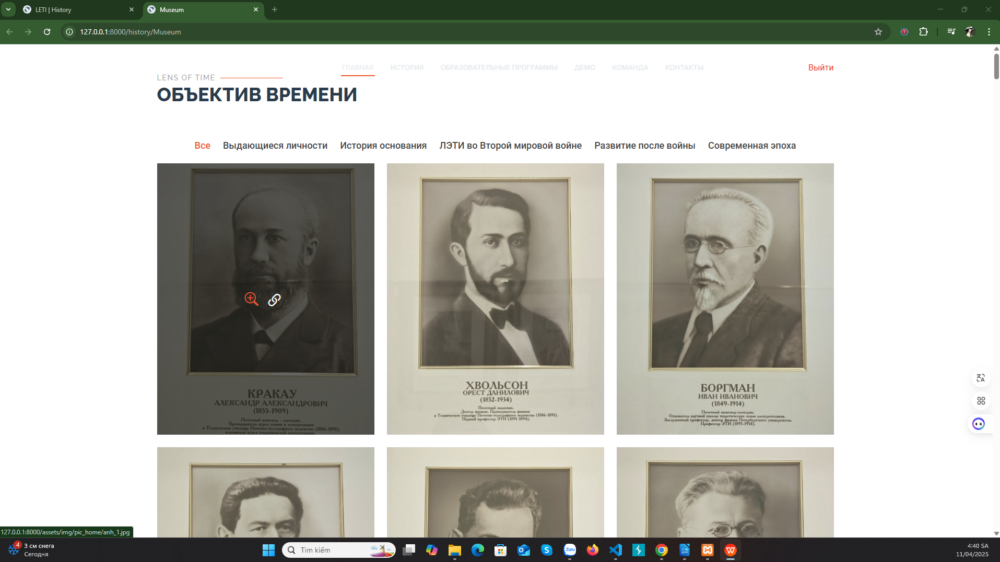 LETI | History
Museum
127.0.0.1:8000/history/Museum
ГЛАВНАЯ ИСТОРИЯ ОБРАЗОВАТЕЛЬНЫЕ ПРОГРАММЫ ДЕМО КОМАНДА КОНТАКТЫ
Выйти
LENS OF TIME
ОБЪЕКТИВ ВРЕМЕНИ
Все Выдающиеся личности История основания ЛЭТИ во Второй мировой войне Развитие после войны Современная эпоха
КРАКАУ
АЛЕКСАНДР АЛЕКСАНДРОВИЧ
(1855-1909)
Почетный инженер - электрик.
Преподаватель курса химии и электрохимии
в Техническом училище Почтово-телеграфного ведомства (1886-1891),
основатель курса теоретической электрохимии.
ХВОЛЬСОН
ОРЕСТ ДАНИЛОВИЧ
(1852-1934)
Почетный академик.
Доктор физики. Преподаватель физики
в Техническом училище Почтово-телеграфного ведомства (1886-1891).
Первый профессор ЭТИ (1891-1894).
БОРГМАН
ИВАН ИВАНОВИЧ
(1849-1914)
Почетный инженер-электрик.
Основатель научной школы теоретических основ электротехники.
Заслуженный профессор, доктор физики Петербургского университета.
Профессор ЭТИ (1893-1914).
127.0.0.1:8000/assets/img/pic_home/anh_1.jpg
4
3 см снега
Сегодня
Tìm kiếm
Zalo
4:40 SA
11/04/2025